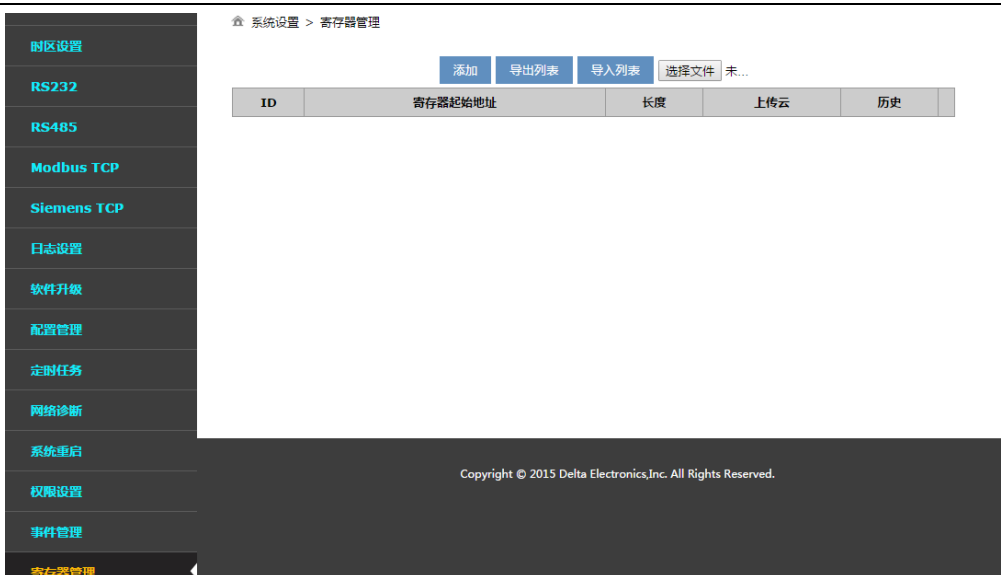 系统设置 > 寄存器管理
时区设置
RS232
RS485
Modbus TCP
Siemens TCP
日志设置
软件升级
配置管理
定时任务
网络诊断
系统重启
权限设置
事件管理
寄存器管理
添加 导出列表 导入列表 选择文件 未...
ID 寄存器起始地址 长度 上传云 历史
Copyright © 2015 Delta Electronics,Inc. All Rights Reserved.